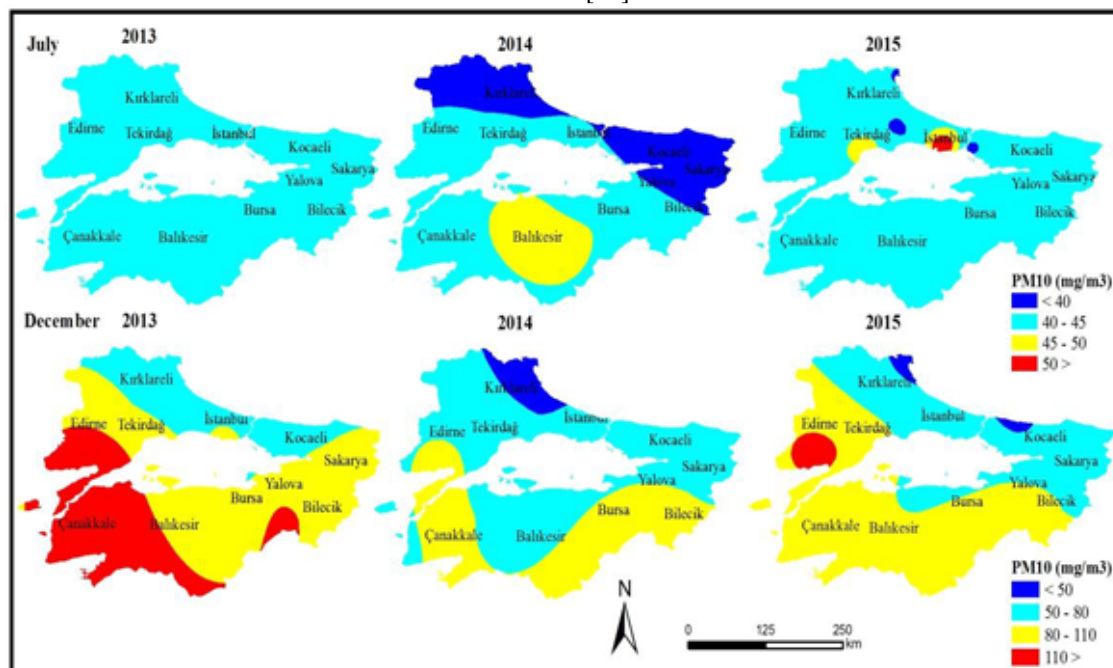 July
2013
2014
2015
Kırklareli
Edirne
Tekirdağ
İstanbul
Kocaeli
Sakarya
Yalova
Bursa
Bilecik
Çanakkale
Balıkesir
Kırklareli
Edirne
Tekirdağ
İstanbul
Kocaeli
Sakarya
Yalova
Bursa
Bilecik
Çanakkale
Balıkesir
Kırklareli
Edirne
Tekirdağ
İstanbul
Kocaeli
Sakarya
Yalova
Bursa
Bilecik
Çanakkale
Balıkesir
PM10 (mg/m3)
< 40
40 - 45
45 - 50
50 >
December
2013
2014
2015
Kırklareli
Edirne
Tekirdağ
İstanbul
Kocaeli
Sakarya
Yalova
Bursa
Bilecik
Çanakkale
Balıkesir
Kırklareli
Edirne
Tekirdağ
İstanbul
Kocaeli
Sakarya
Yalova
Bursa
Bilecik
Çanakkale
Balıkesir
Kırklareli
Edirne
Tekirdağ
İstanbul
Kocaeli
Sakarya
Yalova
Bursa
Bilecik
Çanakkale
Balıkesir
PM10 (mg/m3)
< 50
50 - 80
80 - 110
110 >
N
0 125 250
km